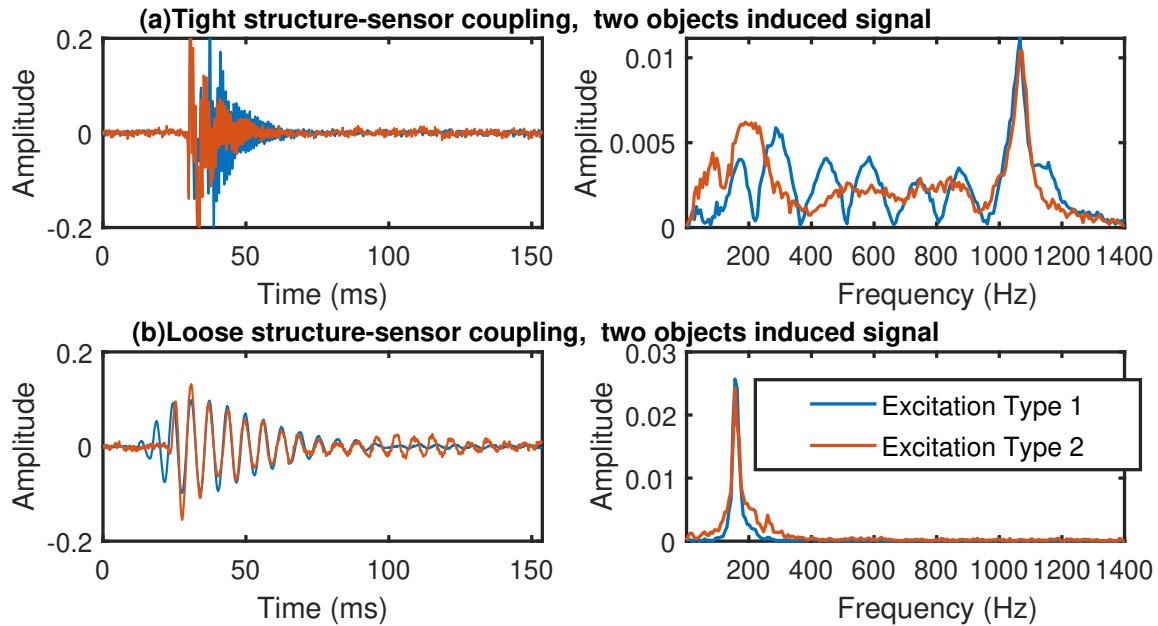 (a)Tight structure-sensor coupling, two objects induced signal
0.2
0
-0.2
Amplitude
0 50 100 150
Time (ms)
0.01
0.005
0
Amplitude
200 400 600 800 1000 1200 1400
Frequency (Hz)
(b)Loose structure-sensor coupling, two objects induced signal
0.2
0
-0.2
Amplitude
0 50 100 150
Time (ms)
0.03
0.02
0.01
0
Amplitude
Excitation Type 1
Excitation Type 2
200 400 600 800 1000 1200 1400
Frequency (Hz)